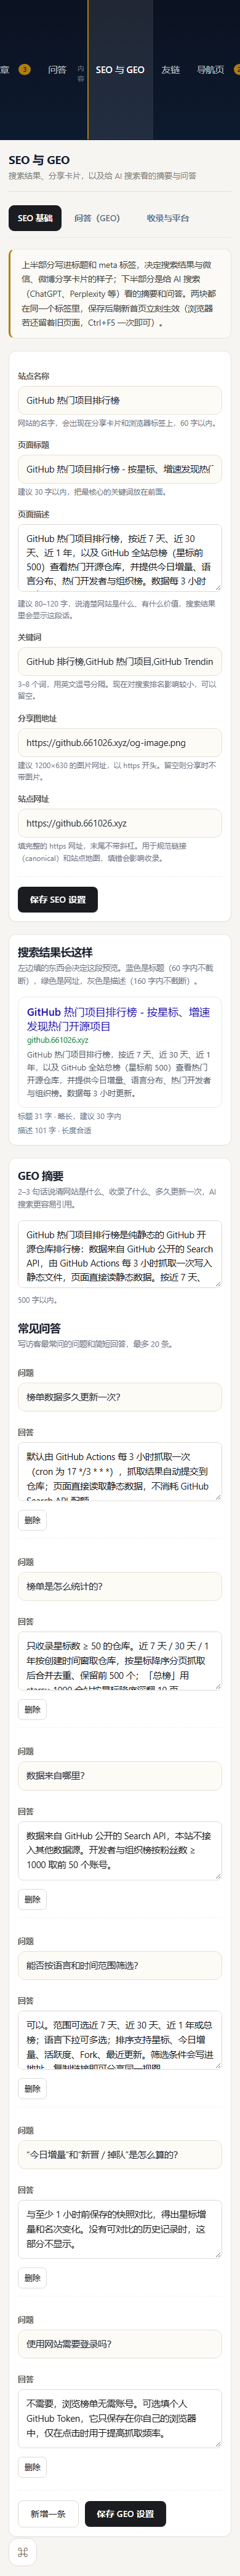 章 3 问答 内容 SEO 与 GEO 友链 导航页
SEO 与 GEO
搜索结果、分享卡片，以及给 AI 搜索看的摘要与问答
SEO 基础 问答（GEO） 收录与平台
上半部分写进标题和 meta 标签，决定搜索结果与微
信、微博分享卡片的样子；下半部分是给 AI 搜索
（ChatGPT、Perplexity 等）看的摘要和问答。两块都
在同一个标签里，保存后刷新首页立刻生效（浏览器
若还留着旧页面，Ctrl+F5 一次即可）。
站点名称
GitHub 热门项目排行榜
网站的名字，会出现在分享卡片和浏览器标签上，60 字以内。
页面标题
GitHub 热门项目排行榜 - 按星标、增速发现热门
建议 30 字以内，把最核心的关键词放在前面。
页面描述
GitHub 热门项目排行榜，按近 7 天、近 30
天、近 1 年，以及 GitHub 全站总榜（星标前
500）查看热门开源仓库，并提供今日增量、语
言分布、热门开发者与组织榜。数据每 3 小时
建议 80–120 字，说清楚网站是什么、有什么价值，搜索结果
里会显示这段话。
关键词
GitHub 排行榜,GitHub 热门项目,GitHub Trendin
3–8 个词，用英文逗号分隔。现在对搜索排名影响较小，可以
留空。
分享图地址
https://github.661026.xyz/og-image.png
建议 1200×630 的图片网址，以 https 开头。留空则分享时不
带图片。
站点网址
https://github.661026.xyz
填完整的 https 网址，末尾不带斜杠。用于规范链接
（canonical）和站点地图，填错会影响收录。
保存 SEO 设置
搜索结果长这样
左边填的东西会决定这段预览。蓝色是标题（60 字内不截
断），绿色是网址，灰色是描述（160 字内不截断）。
GitHub 热门项目排行榜 - 按星标、增速
发现热门开源项目
github.661026.xyz
GitHub 热门项目排行榜，按近 7 天、近 30 天、近 1
年，以及 GitHub 全站总榜（星标前 500）查看热门
开源仓库，并提供今日增量、语言分布、热门开发者
与组织榜。数据每 3 小时更新。
标题 31 字 · 略长，建议 30 字内
描述 101 字 · 长度合适
GEO 摘要
2–3 句话说清网站是什么、收录了什么、多久更新一次，AI
搜索更容易引用。
GitHub 热门项目排行榜是纯静态的 GitHub 开
源仓库排行榜：数据来自 GitHub 公开的 Search
API，由 GitHub Actions 每 3 小时抓取一次写入
静态文件，页面直接读静态数据。按近 7 天、
500 字以内。
常见问答
写访客最常问的问题和简短回答，最多 20 条。
问题
榜单数据多久更新一次？
回答
默认由 GitHub Actions 每 3 小时抓取一次
（cron 为 17 */3 * * *），抓取结果自动提交到
仓库；页面直接读取静态数据，不消耗 GitHub
Search API 配额
删除
问题
榜单是怎么统计的？
回答
只收录星标数 ≥ 50 的仓库。近 7 天 / 30 天 / 1
年按创建时间窗取仓库，按星标降序分页抓取
后合并去重、保留前 500 个；「总榜」用
删除
问题
数据来自哪里？
回答
数据来自 GitHub 公开的 Search API，本站不接
入其他数据源。开发者与组织榜按粉丝数 ≥
1000 取前 50 个账号。
删除
问题
能否按语言和时间范围筛选？
回答
可以。范围可选近 7 天、近 30 天、近 1 年或总
榜；语言下拉可多选；排序支持星标、今日增
量、活跃度、Fork、最近更新。筛选条件会写进
地址，复制链接即可分享同一视图
删除
问题
“今日增量”和“新晋 / 掉队”是怎么算的？
回答
与至少 1 小时前保存的快照对比，得出星标增
量和名次变化。没有可对比的历史记录时，这
部分不显示。
删除
问题
使用网站需要登录吗？
回答
不需要，浏览榜单无需账号。可选填个人
GitHub Token，它只保存在你自己的浏览器
中，仅在点击时用于提高抓取频率。
删除
新增一条 保存 GEO 设置